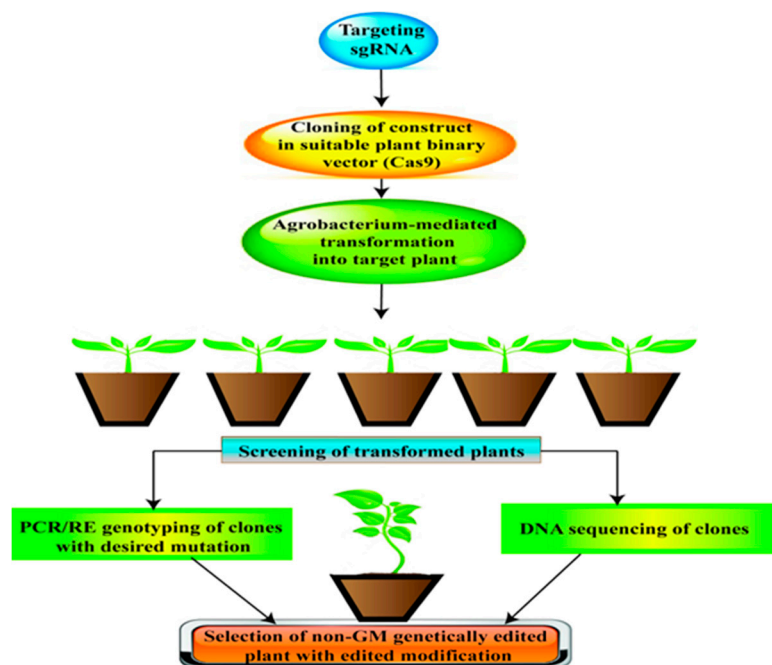 Targeting
sgRNA
Cloning of construct
in suitable plant binary
vector (Cas9)
Agrobacterium-mediated
transformation
into target plant
Screening of transformed plants
PCR/RE genotyping of clones
with desired mutation
DNA sequencing of clones
Selection of non-GM genetically edited
plant with edited modification